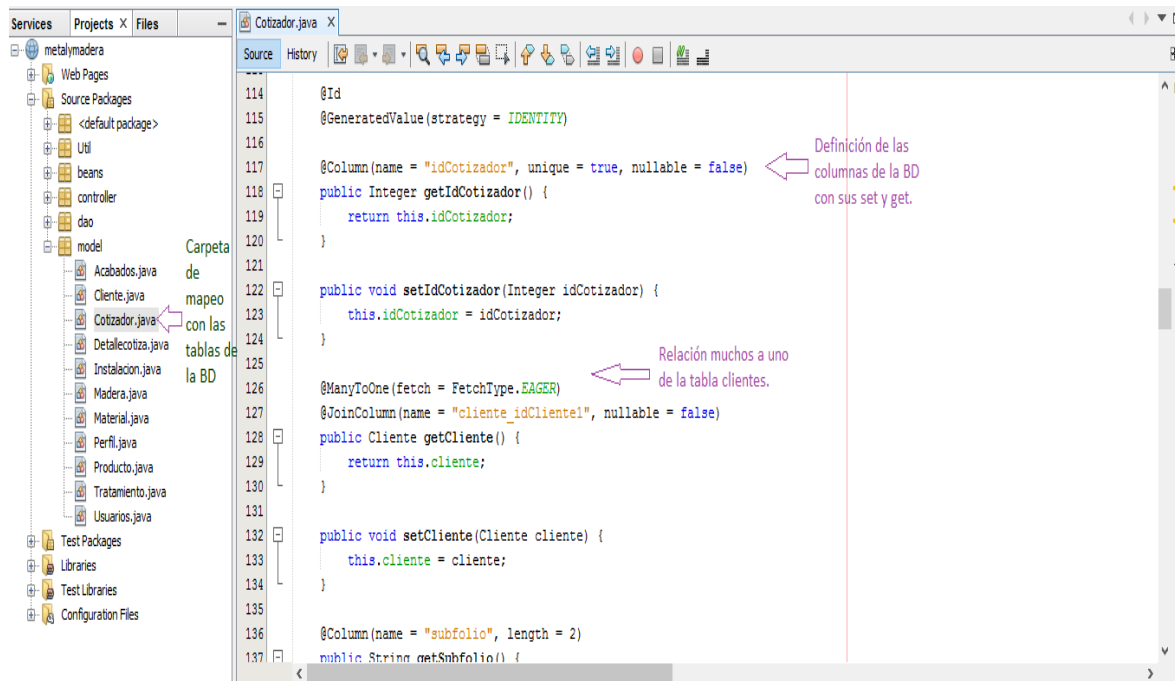 Services Projects × Files
metalymadera
Web Pages
Source Packages
<default package>
Util
beans
controller
dao
model
Acabados.java
Cliente.java
Cotizador.java
Detallecotiza.java
Instalacion.java
Madera.java
Material.java
Perfil.java
Producto.java
Tratamiento.java
Usuarios.java
Test Packages
Libraries
Test Libraries
Configuration Files
Carpeta
de
mapeo
con las
tablas de
la BD
Cotizador.java ×
Source History
114 @Id
115 @GeneratedValue(strategy = IDENTITY)
116
117 @Column(name = "idCotizador", unique = true, nullable = false)
118 public Integer getIdCotizador() {
119 return this.idCotizador;
120 }
121
122 public void setIdCotizador(Integer idCotizador) {
123 this.idCotizador = idCotizador;
124 }
125
126 @ManyToOne(fetch = FetchType.EAGER)
127 @JoinColumn(name = "cliente_idCliente1", nullable = false)
128 public Cliente getCliente() {
129 return this.cliente;
130 }
131
132 public void setCliente(Cliente cliente) {
133 this.cliente = cliente;
134 }
135
136 @Column(name = "subfolio", length = 2)
137 public String getSubfolio() {
Definición de las
columnas de la BD
con sus set y get.
Relación muchos a uno
de la tabla clientes.